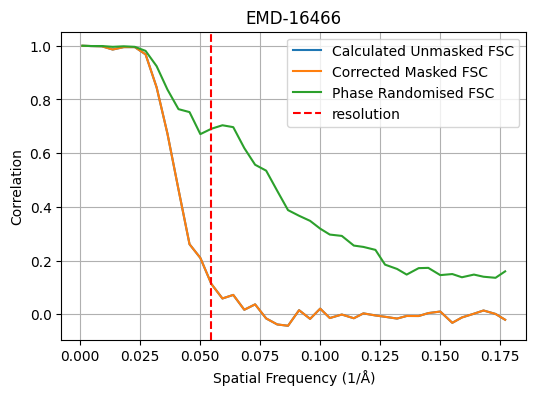 EMD-16466
1.0
0.8
0.6
0.4
0.2
0.0
Correlation
Calculated Unmasked FSC
Corrected Masked FSC
Phase Randomised FSC
resolution
0.000 0.025 0.050 0.075 0.100 0.125 0.150 0.175
Spatial Frequency (1/Å)